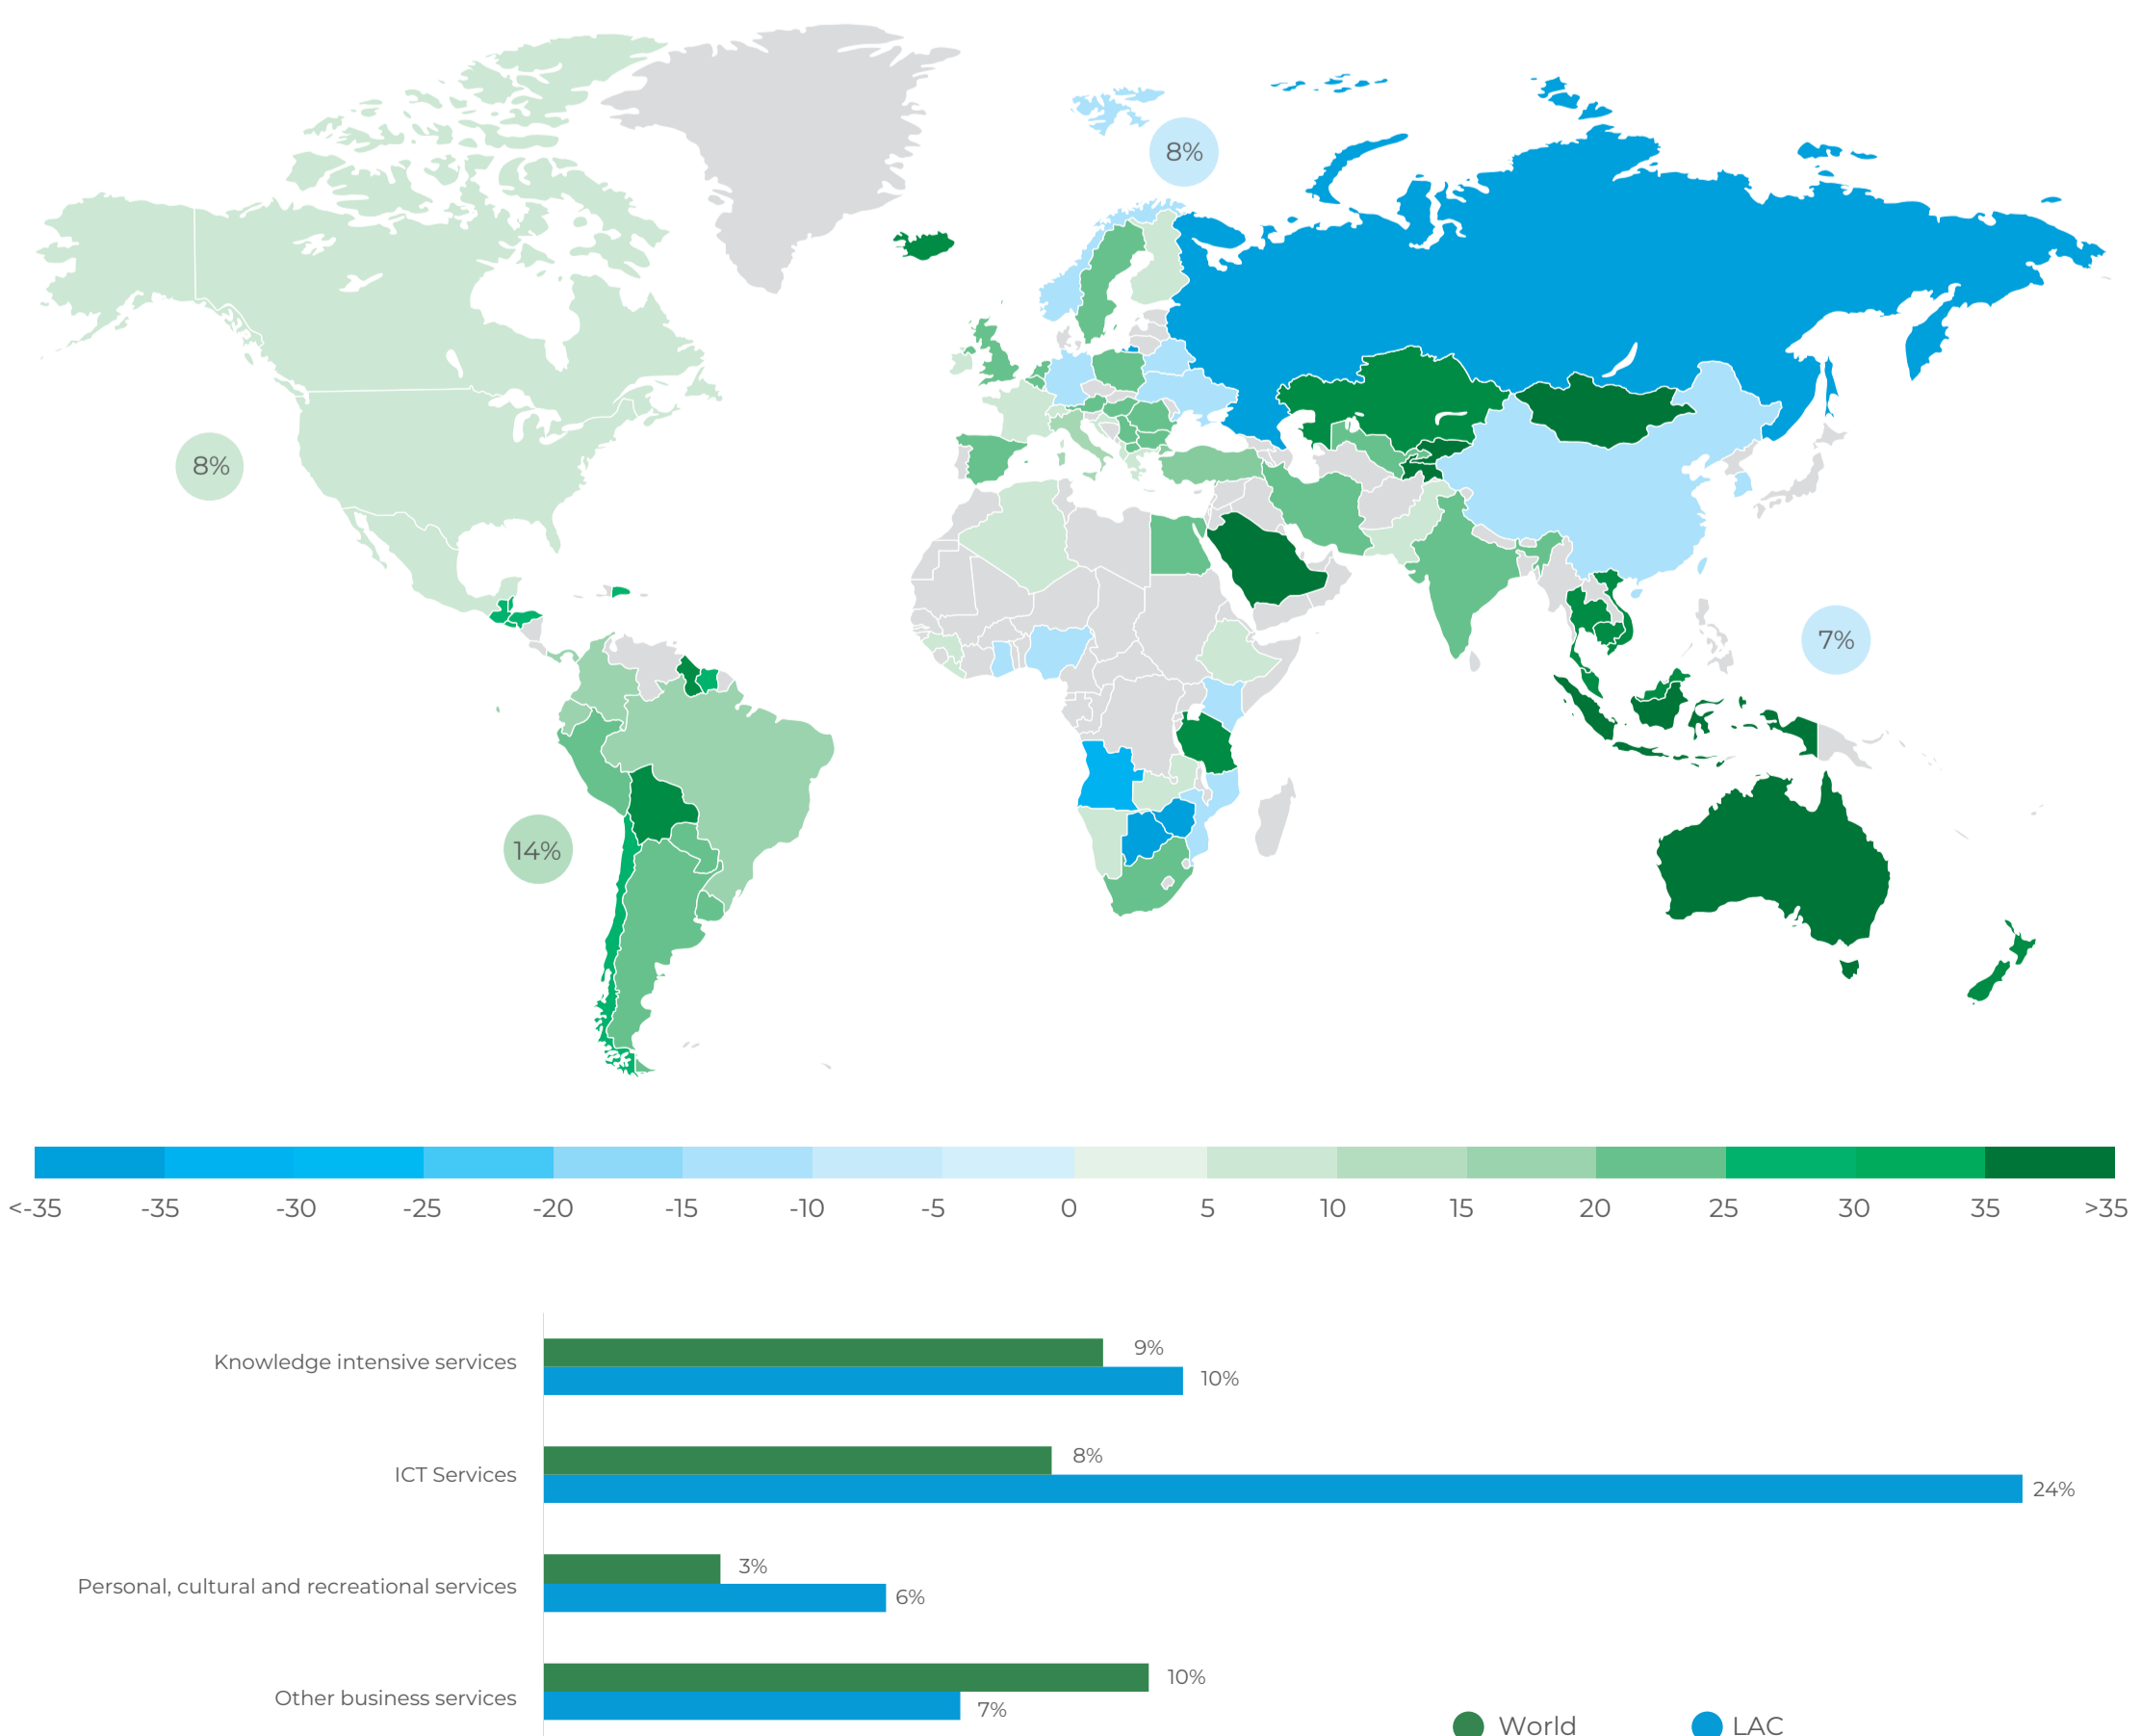 8%
8%
7%
14%
<-35 -35 -30 -25 -20 -15 -10 -5 0 5 10 15 20 25 30 35 >35
Knowledge intensive services 9%
10%
ICT Services 8%
24%
Personal, cultural and recreational services 3%
6%
Other business services 10%
7%
World LAC